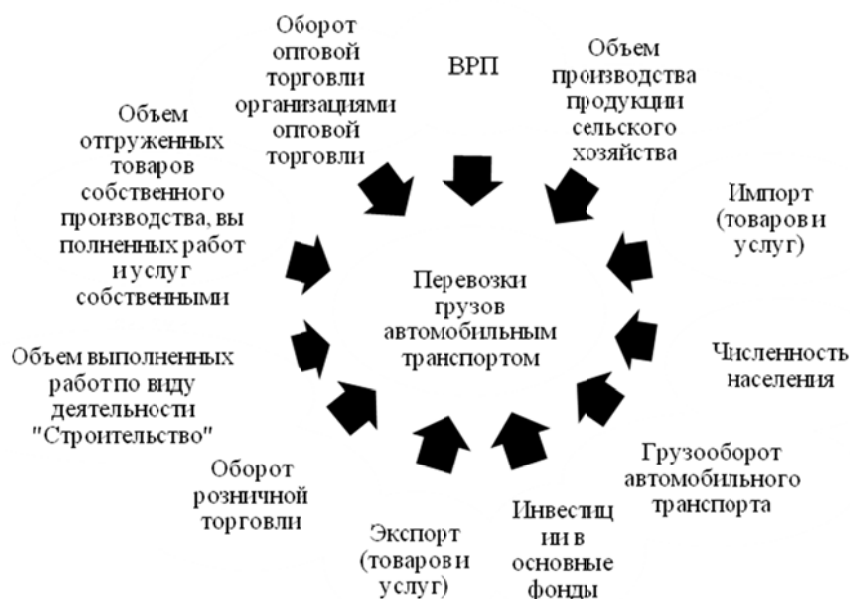 ВРП
Объем
производства
продукции
сельского
хозяйства
Импорт
(товаров и
услуг)
Численность
населения
Грузооборот
автомобильного
транспорта
Инвестиц
ии в
основные
фонды
Экспорт
(товаров и
услуг)
Оборот
розничной
торговли
Объем выполненных
работ по виду
деятельности
"Строительство"
Объем
отгруженных
товаров
собственного
производства, вы
полненных работ
и услуг
собственными
Оборот
оптовой
торговли
организациями
оптовой
торговли
Перевозки
грузов
автомобильным
транспортом